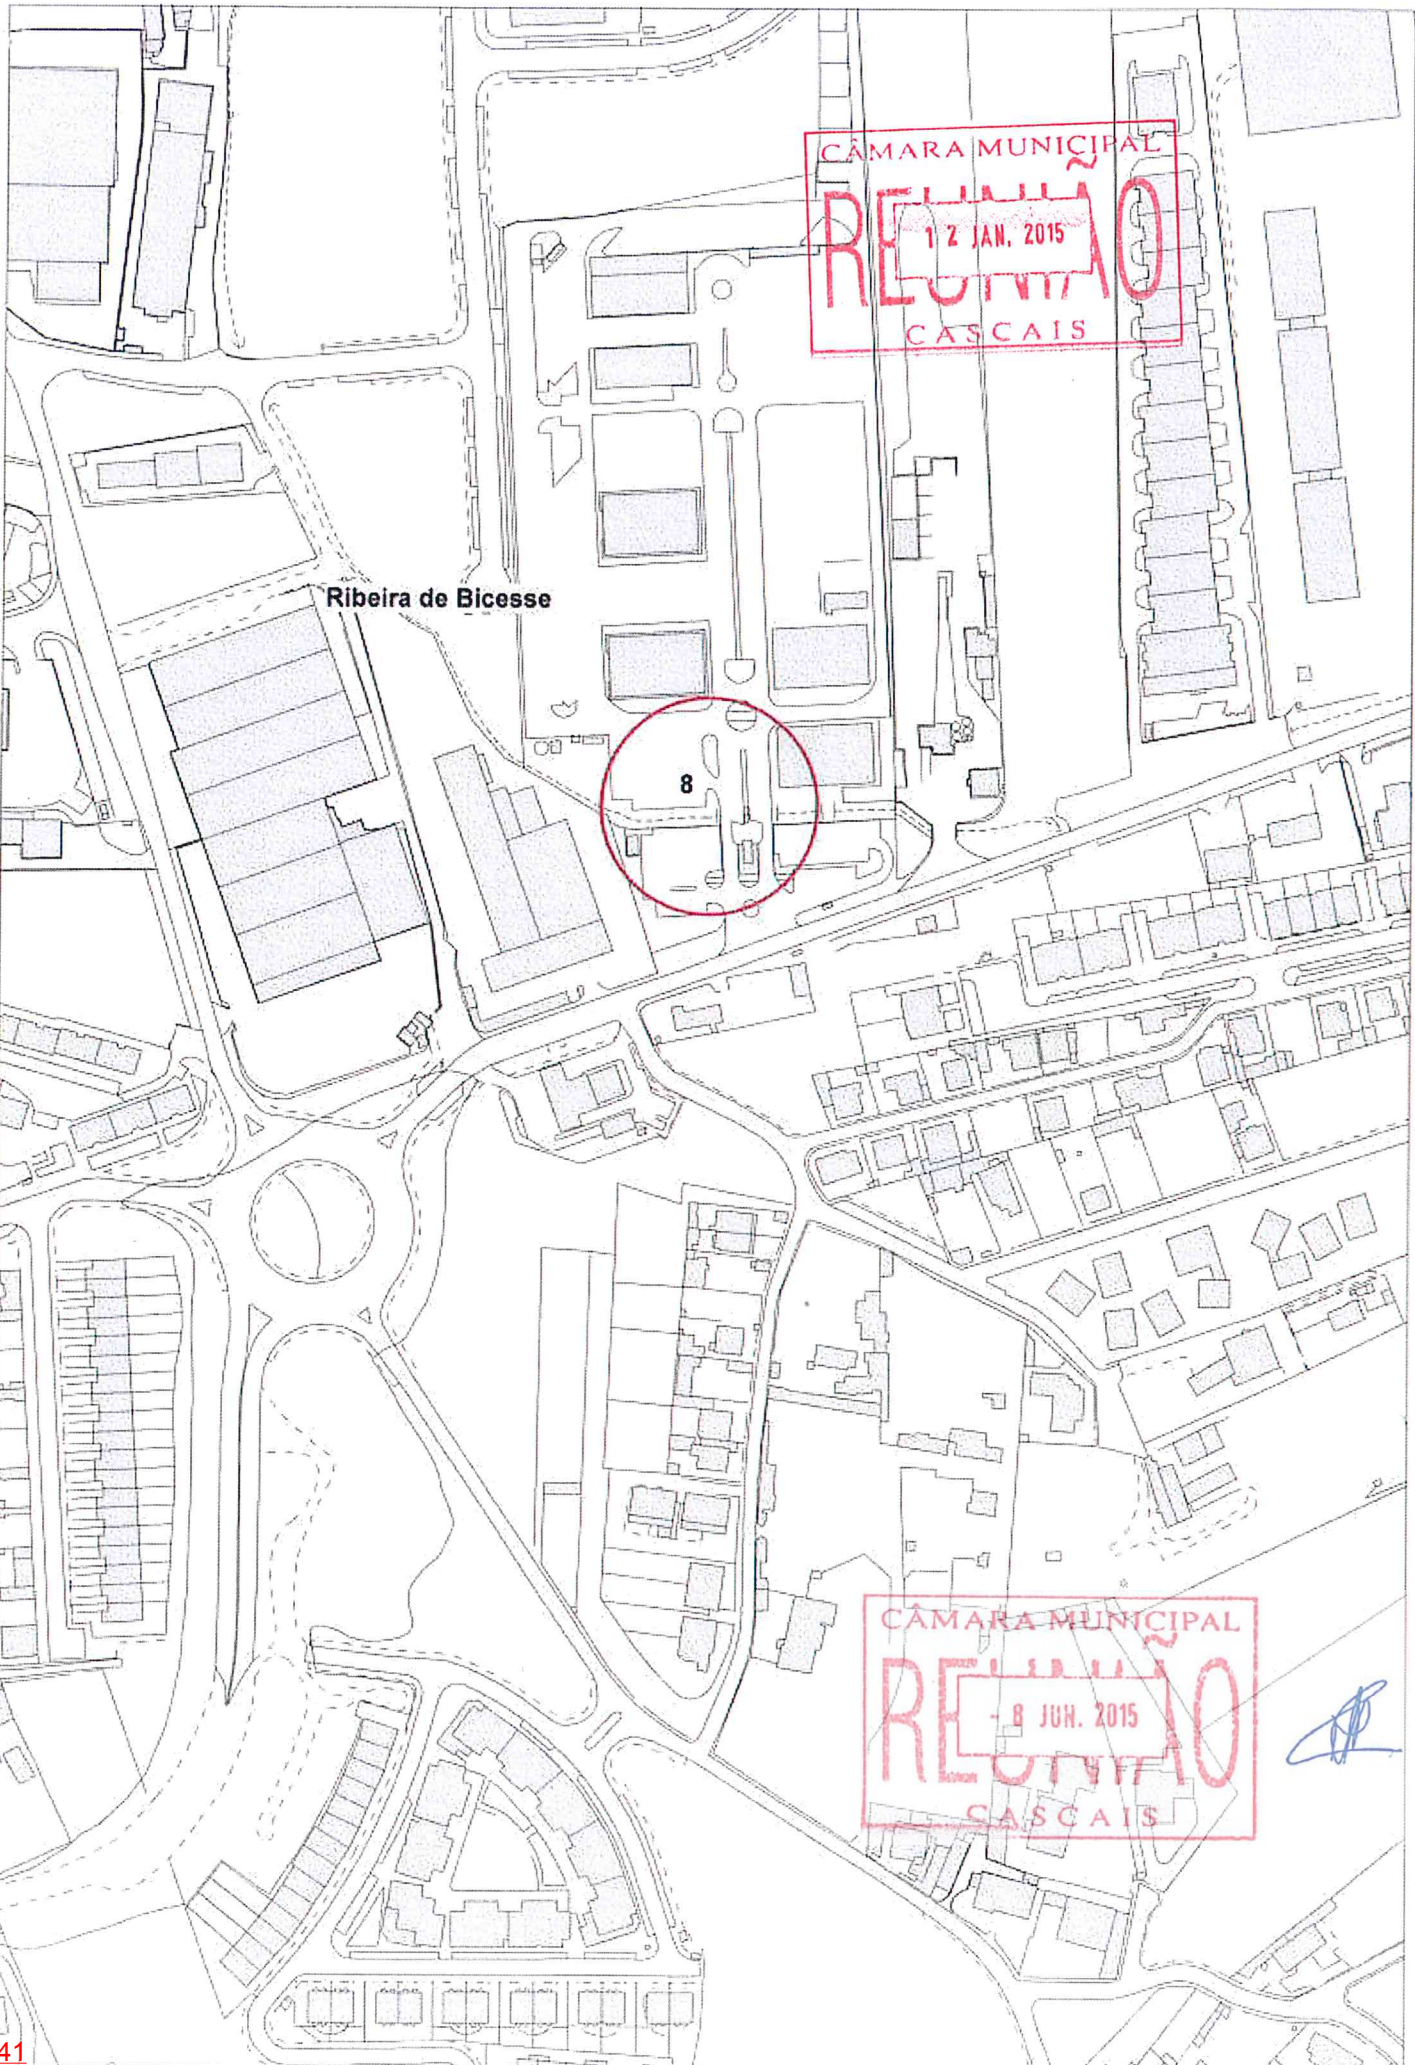 CÂMARA MUNICIPAL
REUNIÃO
12 JAN. 2015
CASCAIS
Ribeira de Bicesse
8
CÂMARA MUNICIPAL
REUNIÃO
- 8 JUN. 2015
CASCAIS
41